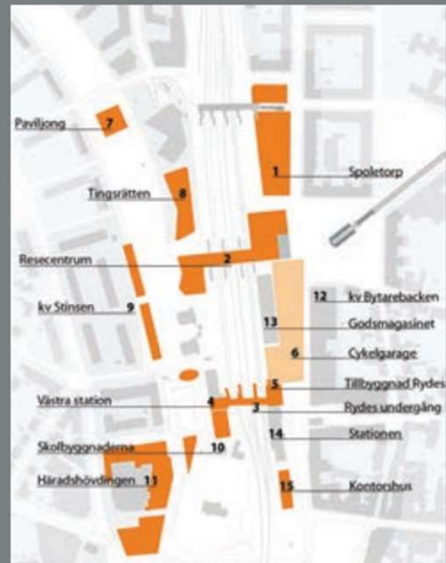 7
Paviljong
1 Spoletorp
Tingsrätten 8
Resecentrum 2
12 kv Bytarebacken
kv Stinsen 9
13 Godsmagasinet
6 Cykelgarage
5 Tillbyggnad Rydes
Västra station 4
3 Rydes undergång
14 Stationen
Skolbyggnaderna 10
Häradshövdingen 11
15 Kontorshus